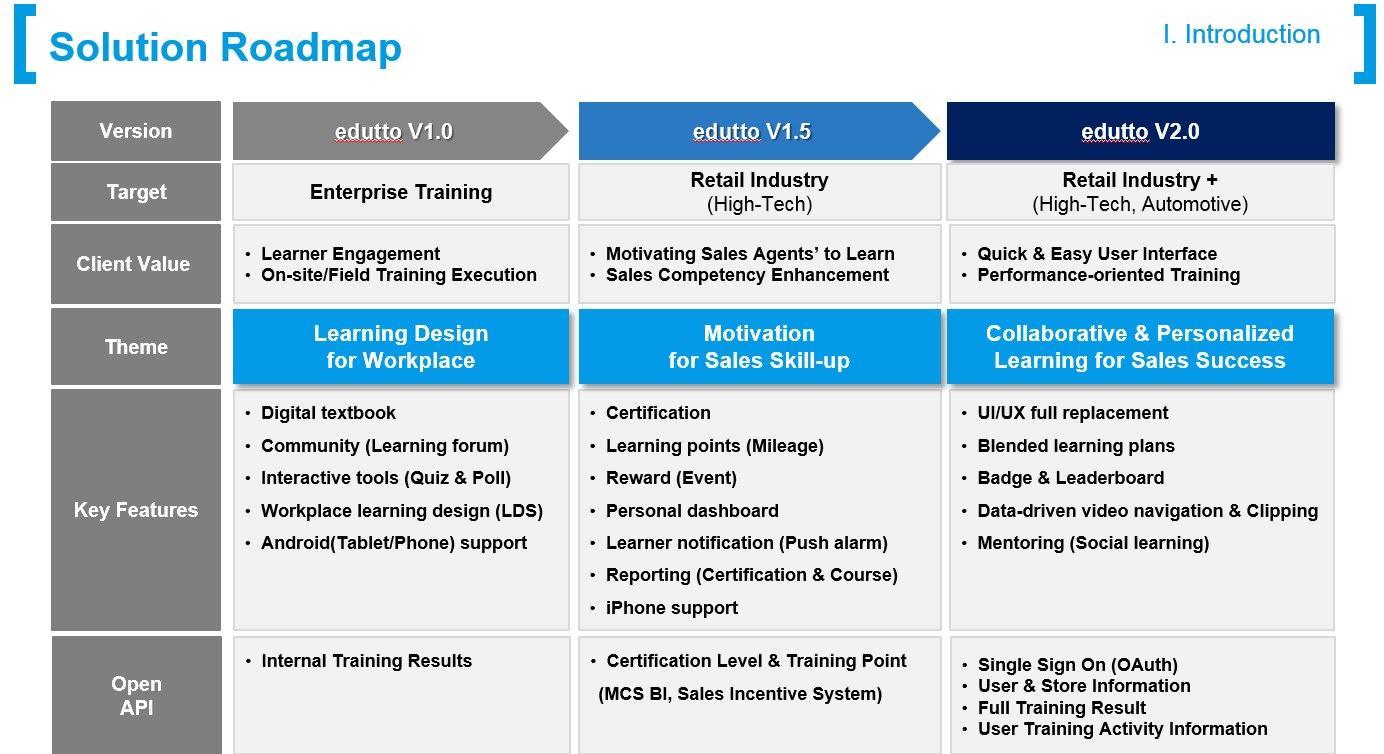 Solution Roadmap
I. Introduction
Version
edutto V1.0
edutto V1.5
edutto V2.0
Target
Enterprise Training
Retail Industry
(High-Tech)
Retail Industry +
(High-Tech, Automotive)
Client Value
• Learner Engagement
• On-site/Field Training Execution
• Motivating Sales Agents’ to Learn
• Sales Competency Enhancement
• Quick & Easy User Interface
• Performance-oriented Training
Theme
Learning Design
for Workplace
Motivation
for Sales Skill-up
Collaborative & Personalized
Learning for Sales Success
Key Features
• Digital textbook
• Community (Learning forum)
• Interactive tools (Quiz & Poll)
• Workplace learning design (LDS)
• Android(Tablet/Phone) support
• Certification
• Learning points (Mileage)
• Reward (Event)
• Personal dashboard
• Learner notification (Push alarm)
• Reporting (Certification & Course)
• iPhone support
• UI/UX full replacement
• Blended learning plans
• Badge & Leaderboard
• Data-driven video navigation & Clipping
• Mentoring (Social learning)
Open
API
• Internal Training Results
• Certification Level & Training Point
(MCS BI, Sales Incentive System)
• Single Sign On (OAuth)
• User & Store Information
• Full Training Result
• User Training Activity Information